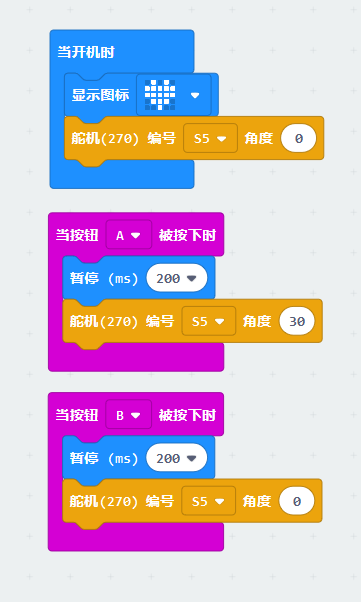 当开机时
显示图标
舵机(270) 编号 S5 角度 0
当按钮 A 被按下时
暂停 (ms) 200
舵机(270) 编号 S5 角度 30
当按钮 B 被按下时
暂停 (ms) 200
舵机(270) 编号 S5 角度 0